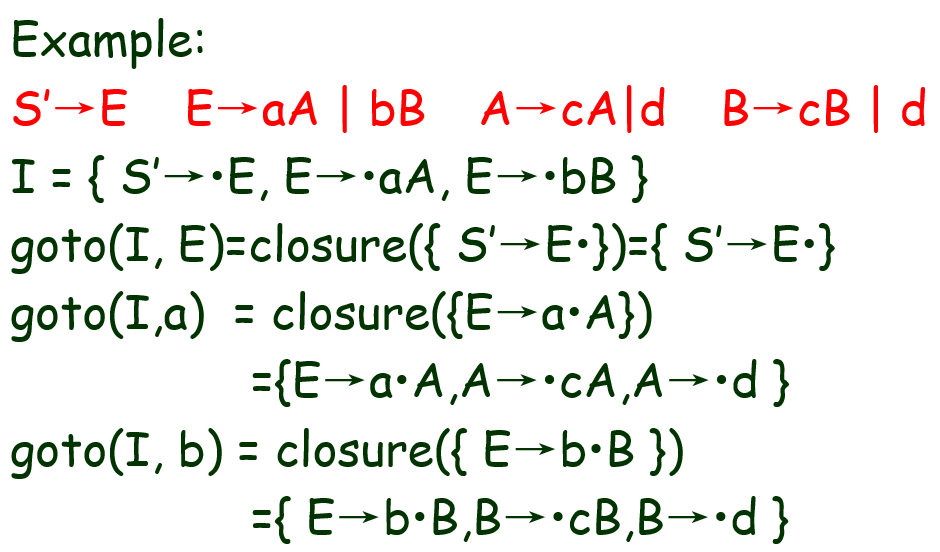 Example:
S’→E E→aA | bB A→cA|d B→cB | d
I = { S’→•E, E→•aA, E→•bB }
goto(I, E)=closure({ S’→E•})={ S’→E•}
goto(I,a) = closure({E→a•A})
={E→a•A,A→•cA,A→•d }
goto(I, b) = closure({ E→b•B })
={ E→b•B,B→•cB,B→•d }